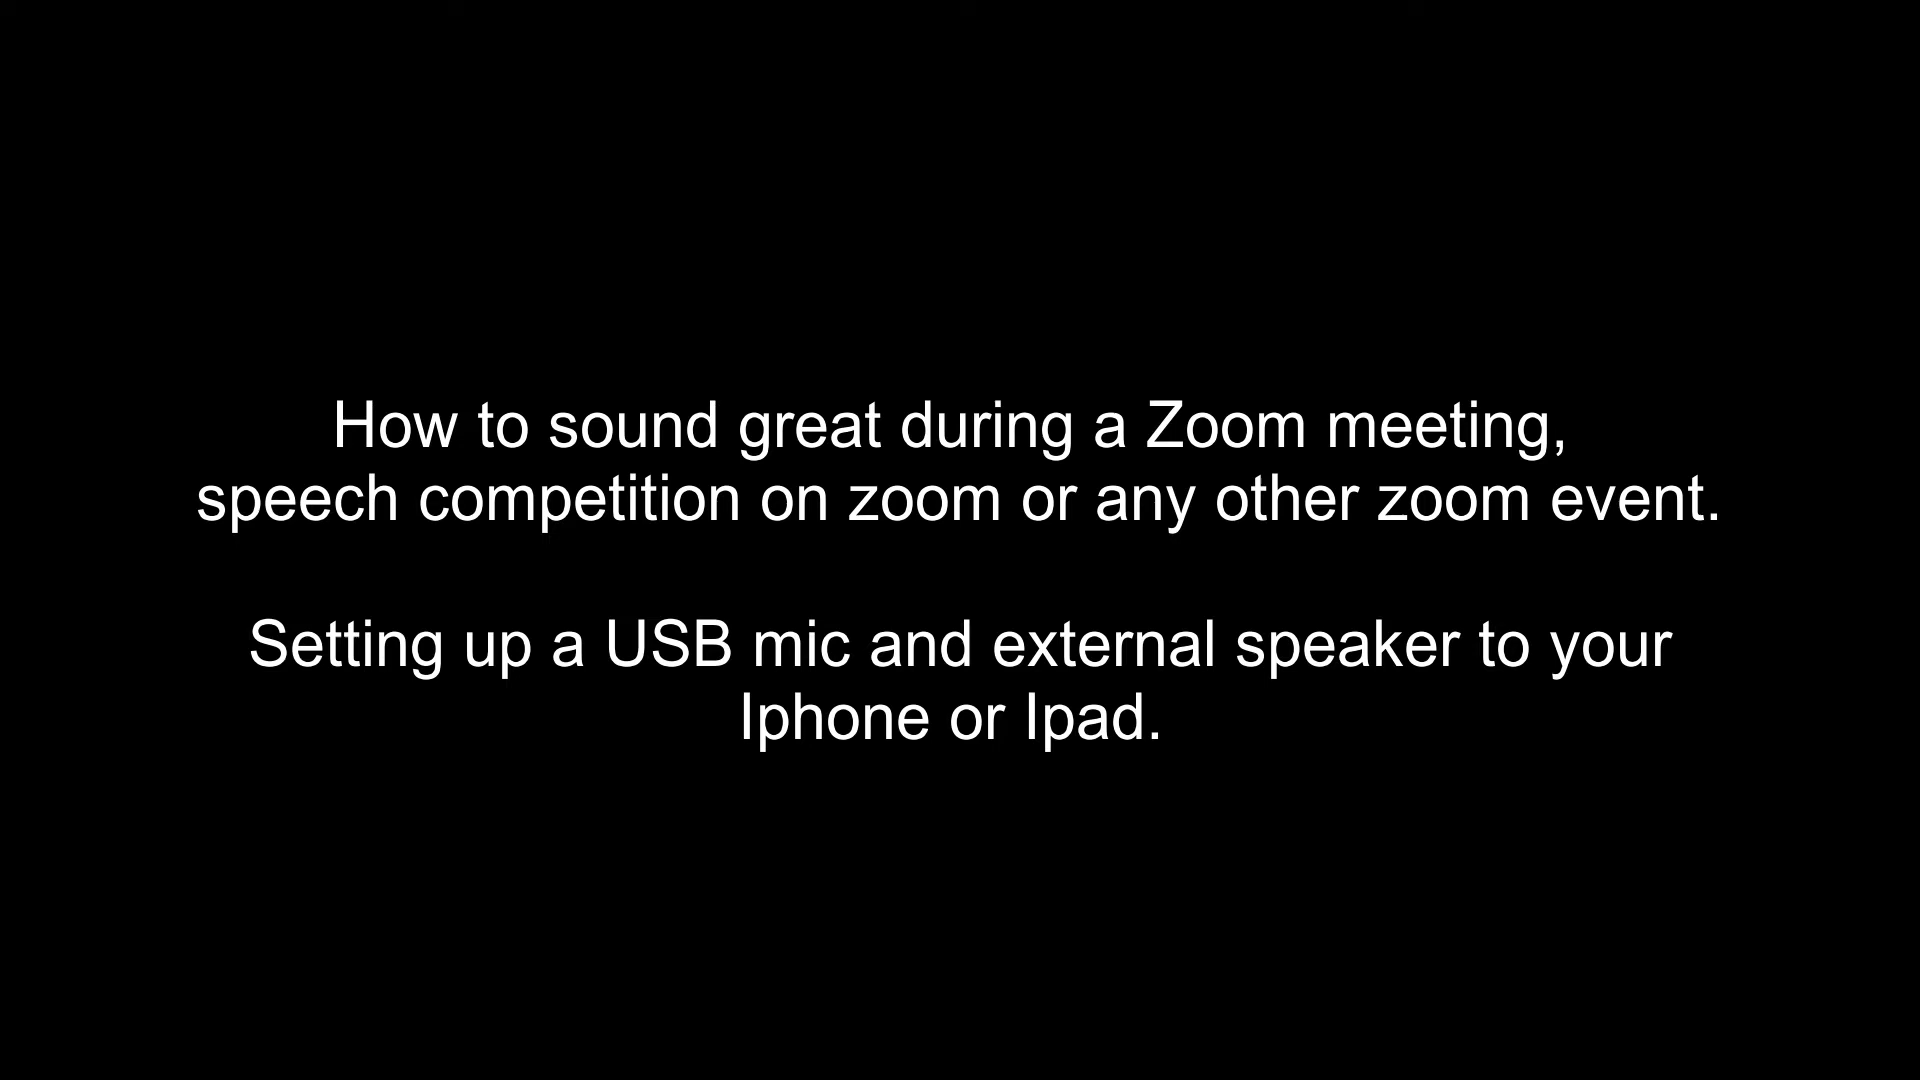 How to sound great during a Zoom meeting,
speech competition on zoom or any other zoom event.
Setting up a USB mic and external speaker to your
Iphone or Ipad.